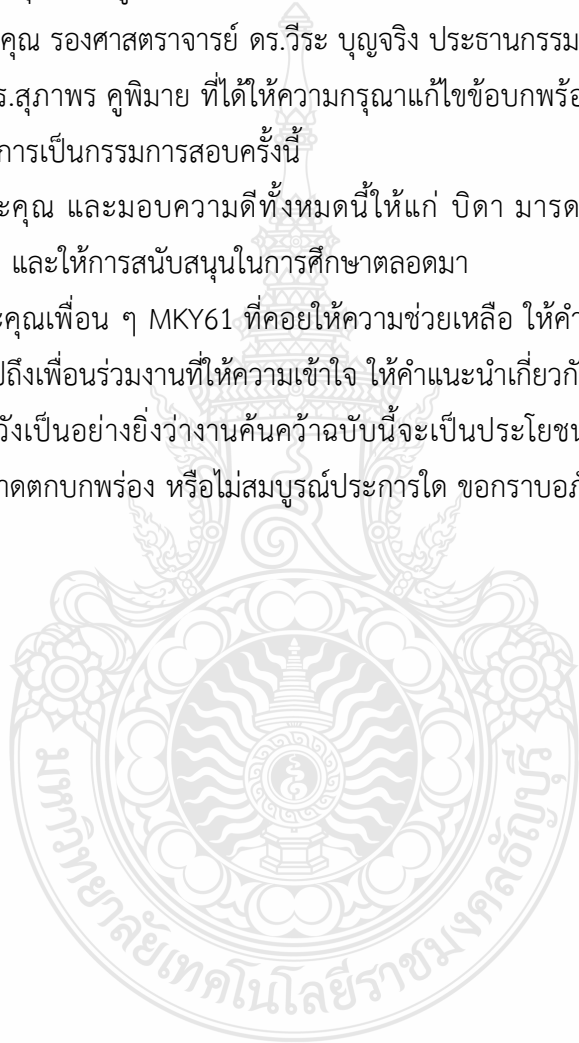 คุณ รองศาสตราจารย์ ดร.วีระ บุญจริง ประธานกรรม
ร.สุภาพร คูพิมาย ที่ได้ให้ความกรุณาแก้ไขข้อบกพร้อ
การเป็นกรรมการสอบครั้งนี้
ะคุณ และมอบความดีทั้งหมดนี้ให้แก่ บิดา มารด
และให้การสนับสนุนในการศึกษาตลอดมา
ะคุณเพื่อน ๆ MKY61 ที่คอยให้ความช่วยเหลือ ให้คำ
ปถึงเพื่อนร่วมงานที่ให้ความเข้าใจ ให้คำแนะนำเกี่ยวกั
วังเป็นอย่างยิ่งว่างานค้นคว้าฉบับนี้จะเป็นประโยชน
าดตกบกพร่อง หรือไม่สมบูรณ์ประการใด ขอกราบอภั
มหาวิทยาลัยเทคโนโลยีราชมงคลธัญบุรี